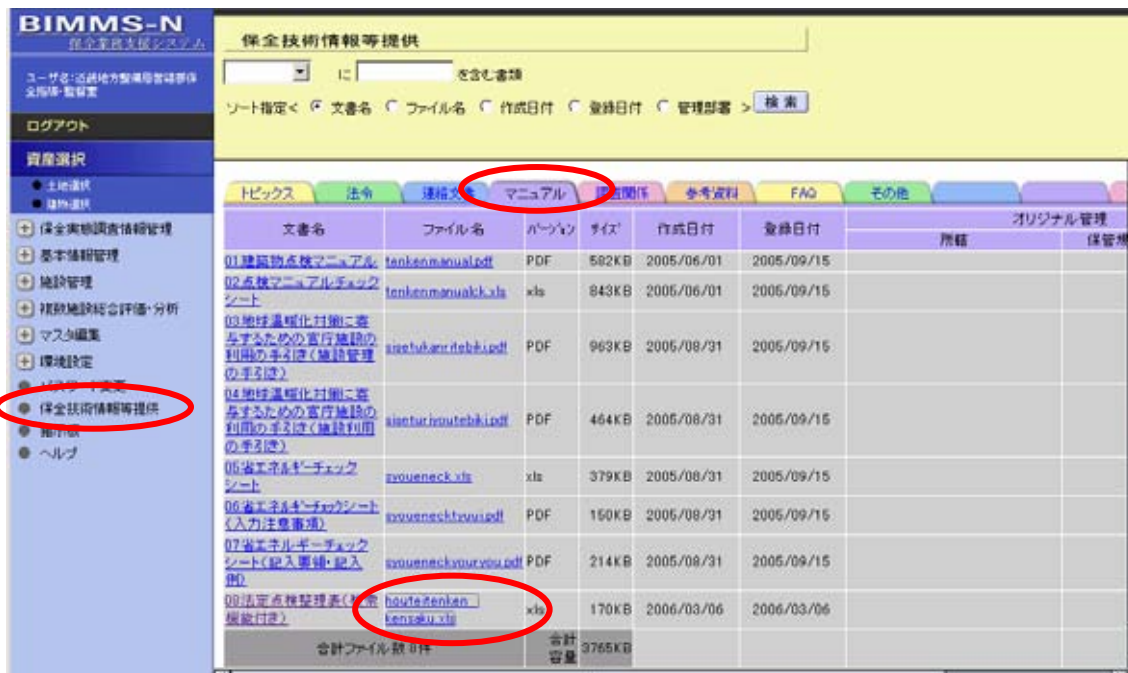 BIMMS-N
保全業務支援システム
保全技術情報等提供
に を含む書類
ソート指定< 文書名 ファイル名 作成日付 登録日付 管理部署 > 検索
ログアウト
資産選択
土地選択
建物選択
保全実態調査情報管理
基本情報管理
施設管理
複数施設総合評価・分析
マスタ編集
環境設定
パスワード変更
保全技術情報等提供
掲示板
ヘルプ
トピックス 法令 連絡文書 マニュアル 調査関係 参考資料 FAQ その他
文書名 ファイル名 バージョン サイズ 作成日付 登録日付 オリジナル管理
所轄 保管場
01建築物点検マニュアル tenkenmanual.pdf PDF 582KB 2005/06/01 2005/09/15
02点検マニュアルチェック
シート
tenkenmanualck.xls xls 843KB 2005/06/01 2005/09/15
03地球温暖化対策に寄
与するための官庁施設の
利用の手引き(施設管理
の手引き)
sisetukanritebiki.pdf PDF 963KB 2005/08/31 2005/09/15
04地球温暖化対策に寄
与するための官庁施設の
利用の手引き(施設利用
の手引き)
PDF 464KB 2005/08/31 2005/09/15
05省エネルギーチェック
シート
syoueneck.xls xls 379KB 2005/08/31 2005/09/15
06省エネルギーチェックシート
(入力注意事項)
PDF 150KB 2005/08/31 2005/09/15
07省エネルギーチェック
シート(記入要領・記入
例)
syoueneckyouryou.pdf PDF 214KB 2005/08/31 2005/09/15
08法定点検整理表(検索
機能付き)
houteitenken_
kensaku.xls
xls 170KB 2006/03/06 2006/03/06
合計ファイル数 8件 合計
容量 3765KB